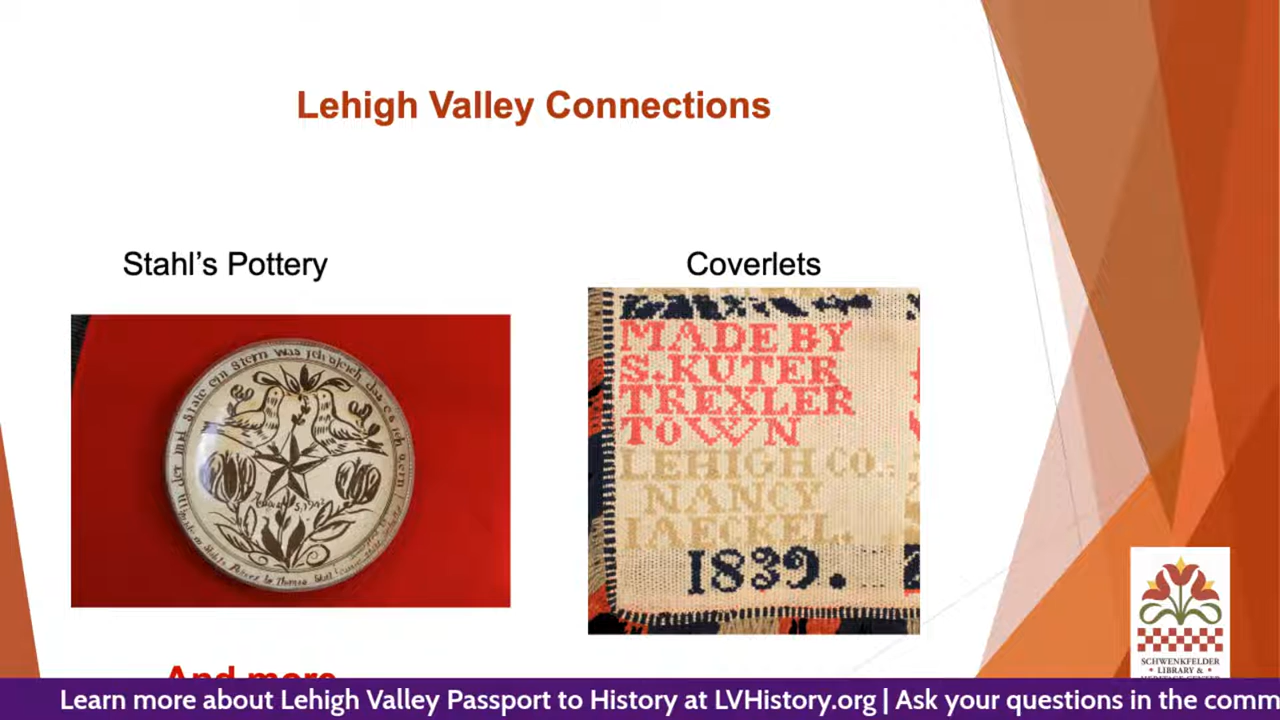 Lehigh Valley Connections
Stahl's Pottery
Coverlets
MADE BY
S. KUTER
TREXLER
TOWN
LEHIGH CO.
NANCY
IAECKEL.
1839.
And more
SCHWENKFELDER
LIBRARY &
HERITAGE CENTER
Learn more about Lehigh Valley Passport to History at LVHistory.org | Ask your questions in the comm